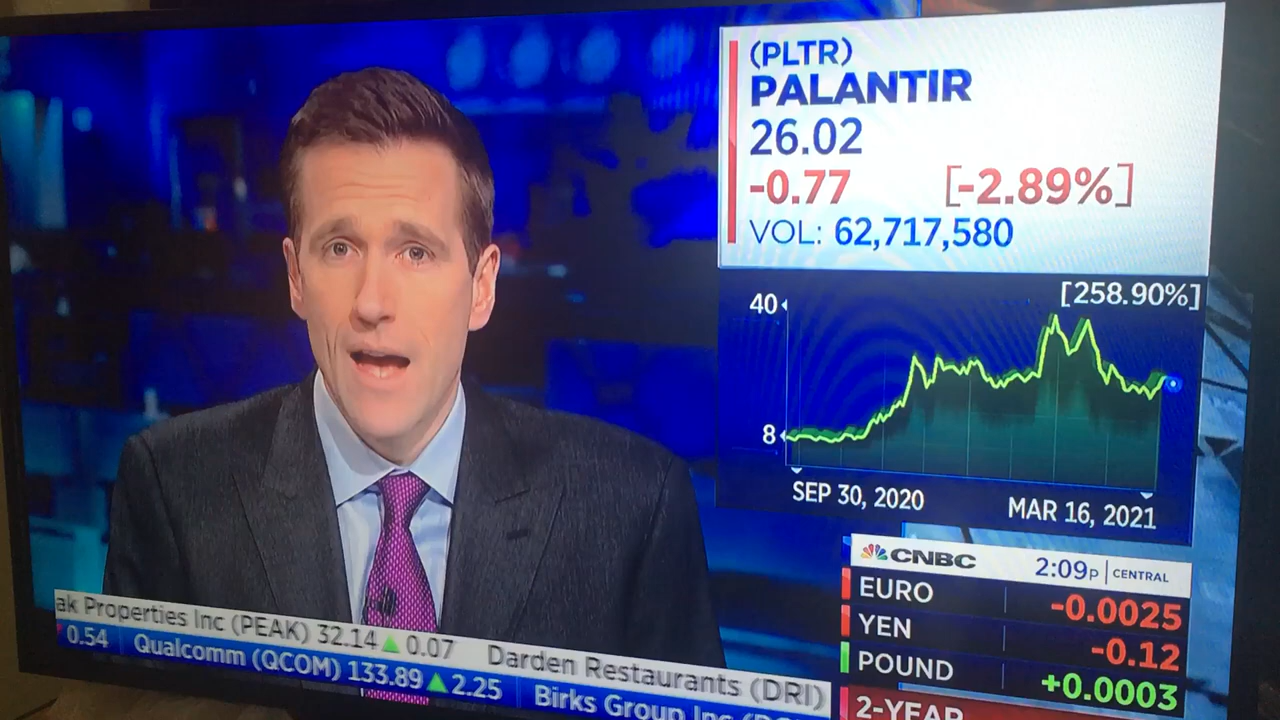 (PLTR)
PALANTIR
26.02
-0.77 [-2.89%]
VOL: 62,717,580
[258.90%]
40
8
SEP 30, 2020
MAR 16, 2021
CNBC 2:09P CENTRAL
EURO -0.0025
YEN -0.12
POUND +0.0003
2-YEAR
ak Properties Inc (PEAK) 32.14 ▲ 0.07 Darden Restaurants (DRI)
0.54 Qualcomm (QCOM) 133.89 ▲ 2.25 Birks Group Inc